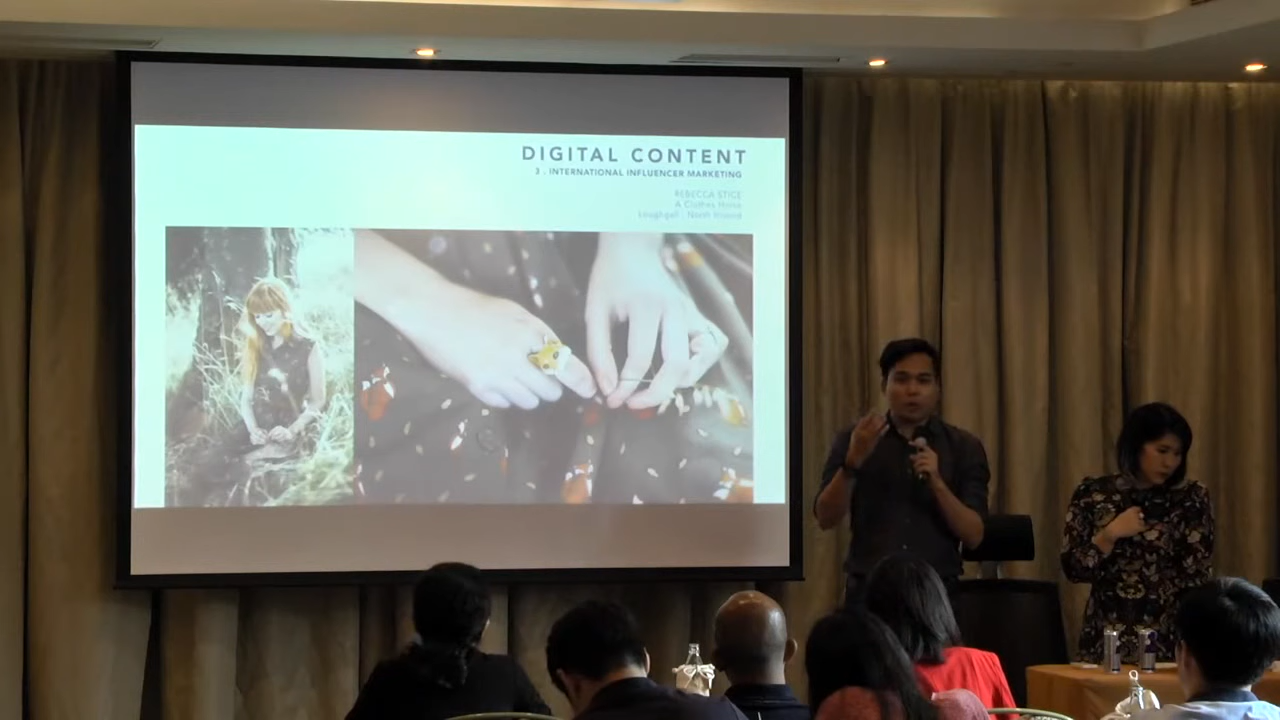 DIGITAL CONTENT
3 . INTERNATIONAL INFLUENCER MARKETING
REBECCA STICE
A Clothes Horse